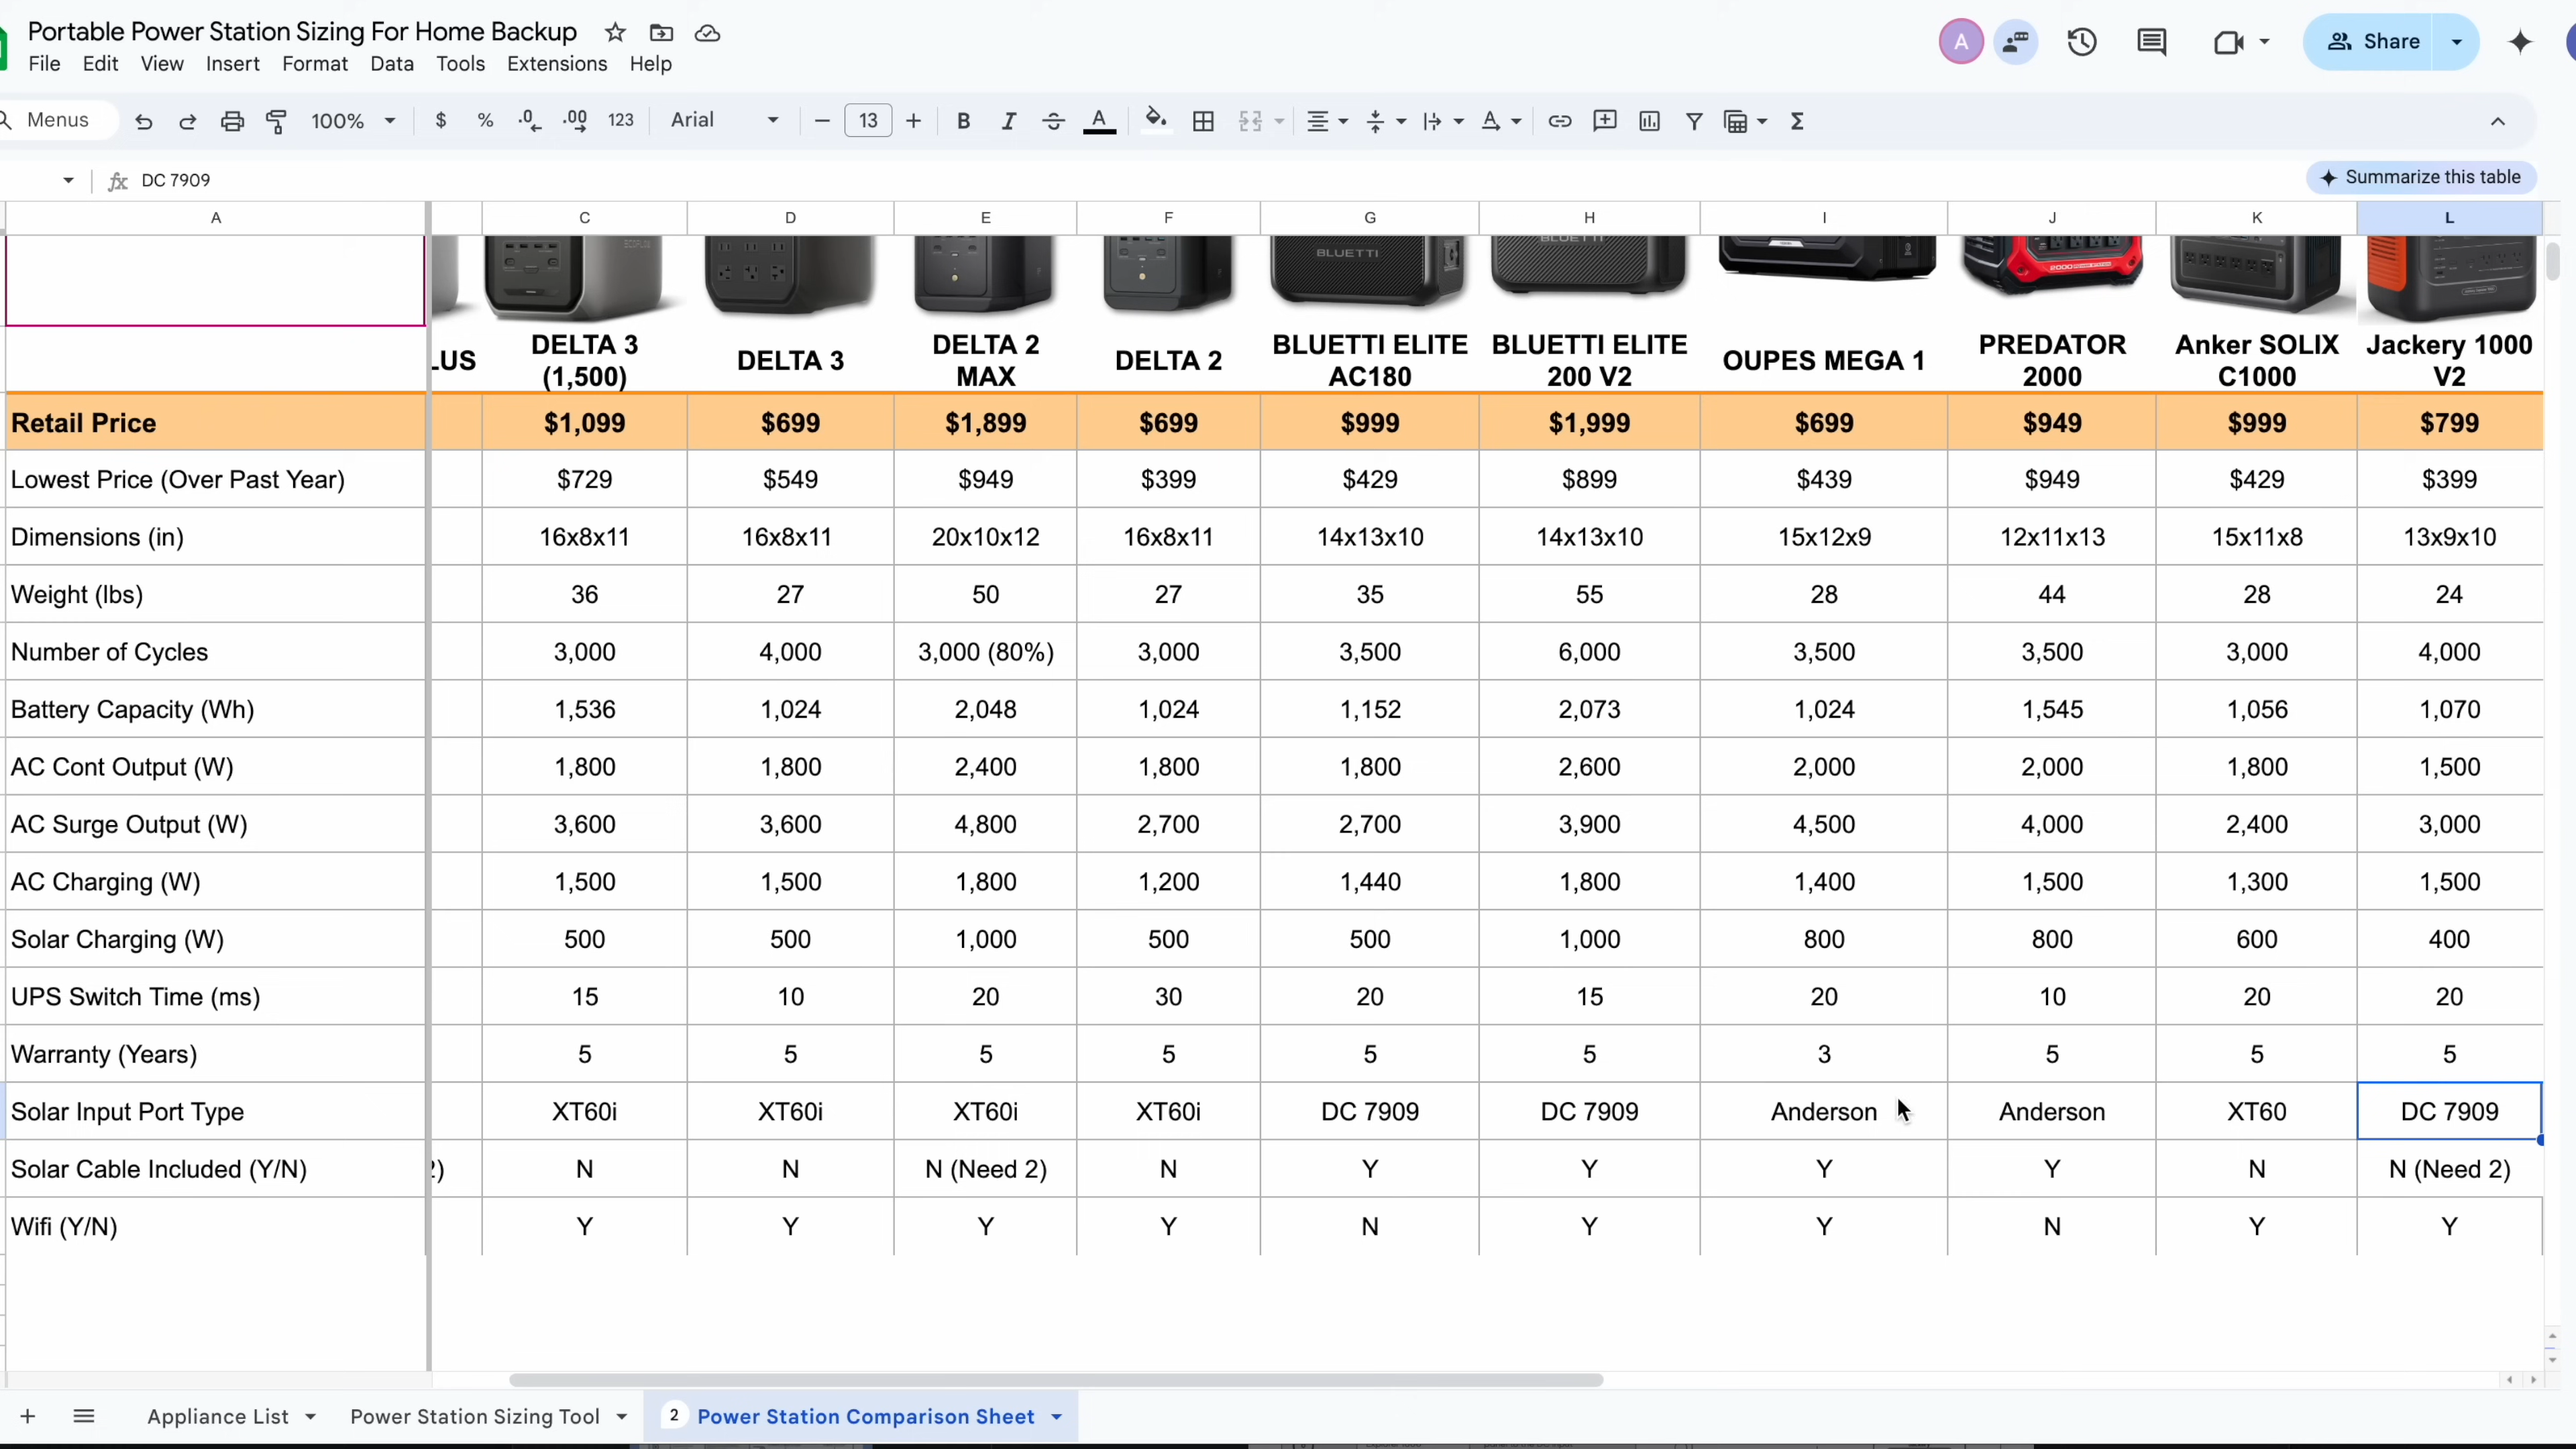 Portable Power Station Sizing For Home Backup
File Edit View Insert Format Data Tools Extensions Help
A
Share
Menus 100% $ % .0 .00 123 Arial 13 B I A
fx DC 7909
Summarize this table
A C D E F G H I J K L
BLUETTI
2000
LUS
DELTA 3 (1,500)
DELTA 3
DELTA 2 MAX
DELTA 2
BLUETTI ELITE AC180
BLUETTI ELITE 200 V2
OUPES MEGA 1
PREDATOR 2000
Anker SOLIX C1000
Jackery 1000 V2
Retail Price $1,099 $699 $1,899 $699 $999 $1,999 $699 $949 $999 $799
Lowest Price (Over Past Year) $729 $549 $949 $399 $429 $899 $439 $949 $429 $399
Dimensions (in) 16x8x11 16x8x11 20x10x12 16x8x11 14x13x10 14x13x10 15x12x9 12x11x13 15x11x8 13x9x10
Weight (lbs) 36 27 50 27 35 55 28 44 28 24
Number of Cycles 3,000 4,000 3,000 (80%) 3,000 3,500 6,000 3,500 3,500 3,000 4,000
Battery Capacity (Wh) 1,536 1,024 2,048 1,024 1,152 2,073 1,024 1,545 1,056 1,070
AC Cont Output (W) 1,800 1,800 2,400 1,800 1,800 2,600 2,000 2,000 1,800 1,500
AC Surge Output (W) 3,600 3,600 4,800 2,700 2,700 3,900 4,500 4,000 2,400 3,000
AC Charging (W) 1,500 1,500 1,800 1,200 1,440 1,800 1,400 1,500 1,300 1,500
Solar Charging (W) 500 500 1,000 500 500 1,000 800 800 600 400
UPS Switch Time (ms) 15 10 20 30 20 15 20 10 20 20
Warranty (Years) 5 5 5 5 5 5 3 5 5 5
Solar Input Port Type XT60i XT60i XT60i XT60i DC 7909 DC 7909 Anderson Anderson XT60 DC 7909
Solar Cable Included (Y/N) 2) N N N (Need 2) N Y Y Y Y N N (Need 2)
Wifi (Y/N) Y Y Y Y N Y Y N Y Y
Appliance List Power Station Sizing Tool 2 Power Station Comparison Sheet